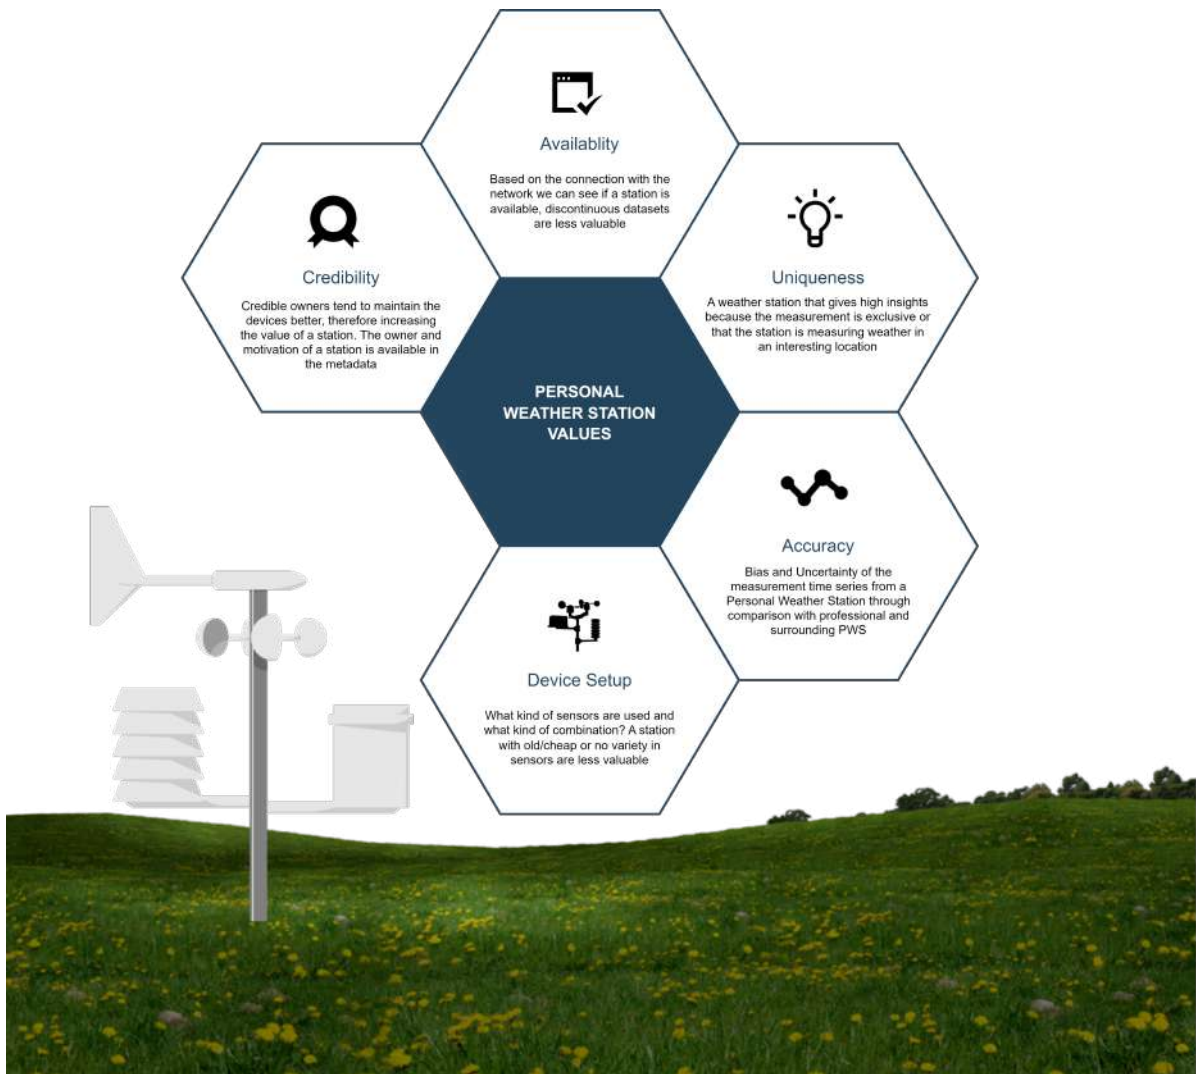 Availablity
Based on the connection with the
network we can see if a station is
available, discontinuous datasets
are less valuable
Credibility
Credible owners tend to maintain the
devices better, therefore increasing
the value of a station. The owner and
motivation of a station is available in
the metadata
Uniqueness
A weather station that gives high insights
because the measurement is exclusive or
that the station is measuring weather in
an interesting location
PERSONAL
WEATHER STATION
VALUES
Accuracy
Bias and Uncertainty of the
measurement time series from a
Personal Weather Station through
comparison with professional and
surrounding PWS
Device Setup
What kind of sensors are used and
what kind of combination? A station
with old/cheap or no variety in
sensors are less valuable